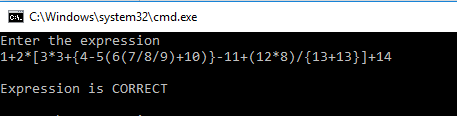 C:\Windows\system32\cmd.exe
Enter the expression
1+2*[3*3+{4-5(6(7/8/9)+10)}-11+(12*8)/{13+13}]+14
Expression is CORRECT